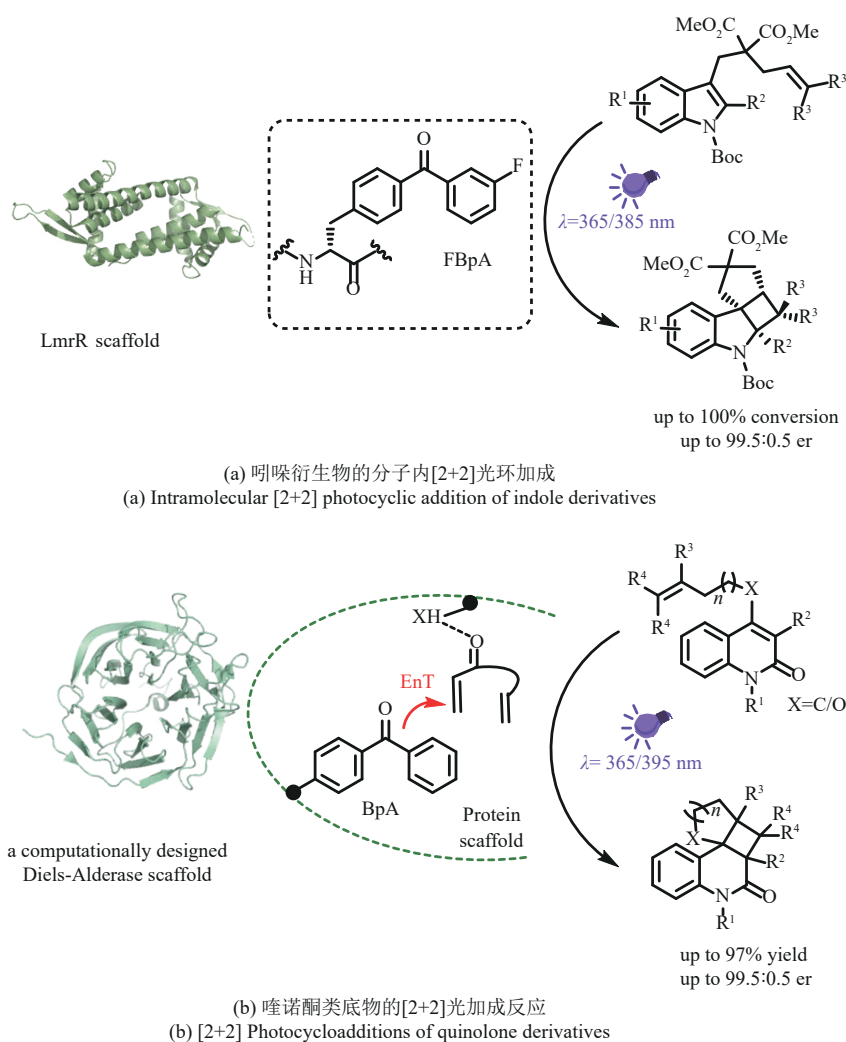 MeO₂C
CO₂Me
R³
R³
R¹
R²
N
Boc
O
F
N
H
O
FBpA
LmrR scaffold
λ=365/385 nm
CO₂Me
MeO₂C
R³
R³
R¹
R²
N
Boc
up to 100% conversion
up to 99.5∶0.5 er
(a) 吲哚衍生物的分子内[2+2]光环加成
(a) Intramolecular [2+2] photocyclic addition of indole derivatives
R³
R⁴
R⁴
n
X
R²
N
O
R¹
X=C/O
XH
O
EnT
O
BpA
Protein
scaffold
a computationally designed
Diels-Alderase scaffold
λ= 365/395 nm
n
R³
R⁴
R⁴
X
R²
N
O
R¹
up to 97% yield
up to 99.5∶0.5 er
(b) 喹诺酮类底物的[2+2]光加成反应
(b) [2+2] Photocycloadditions of quinolone derivatives